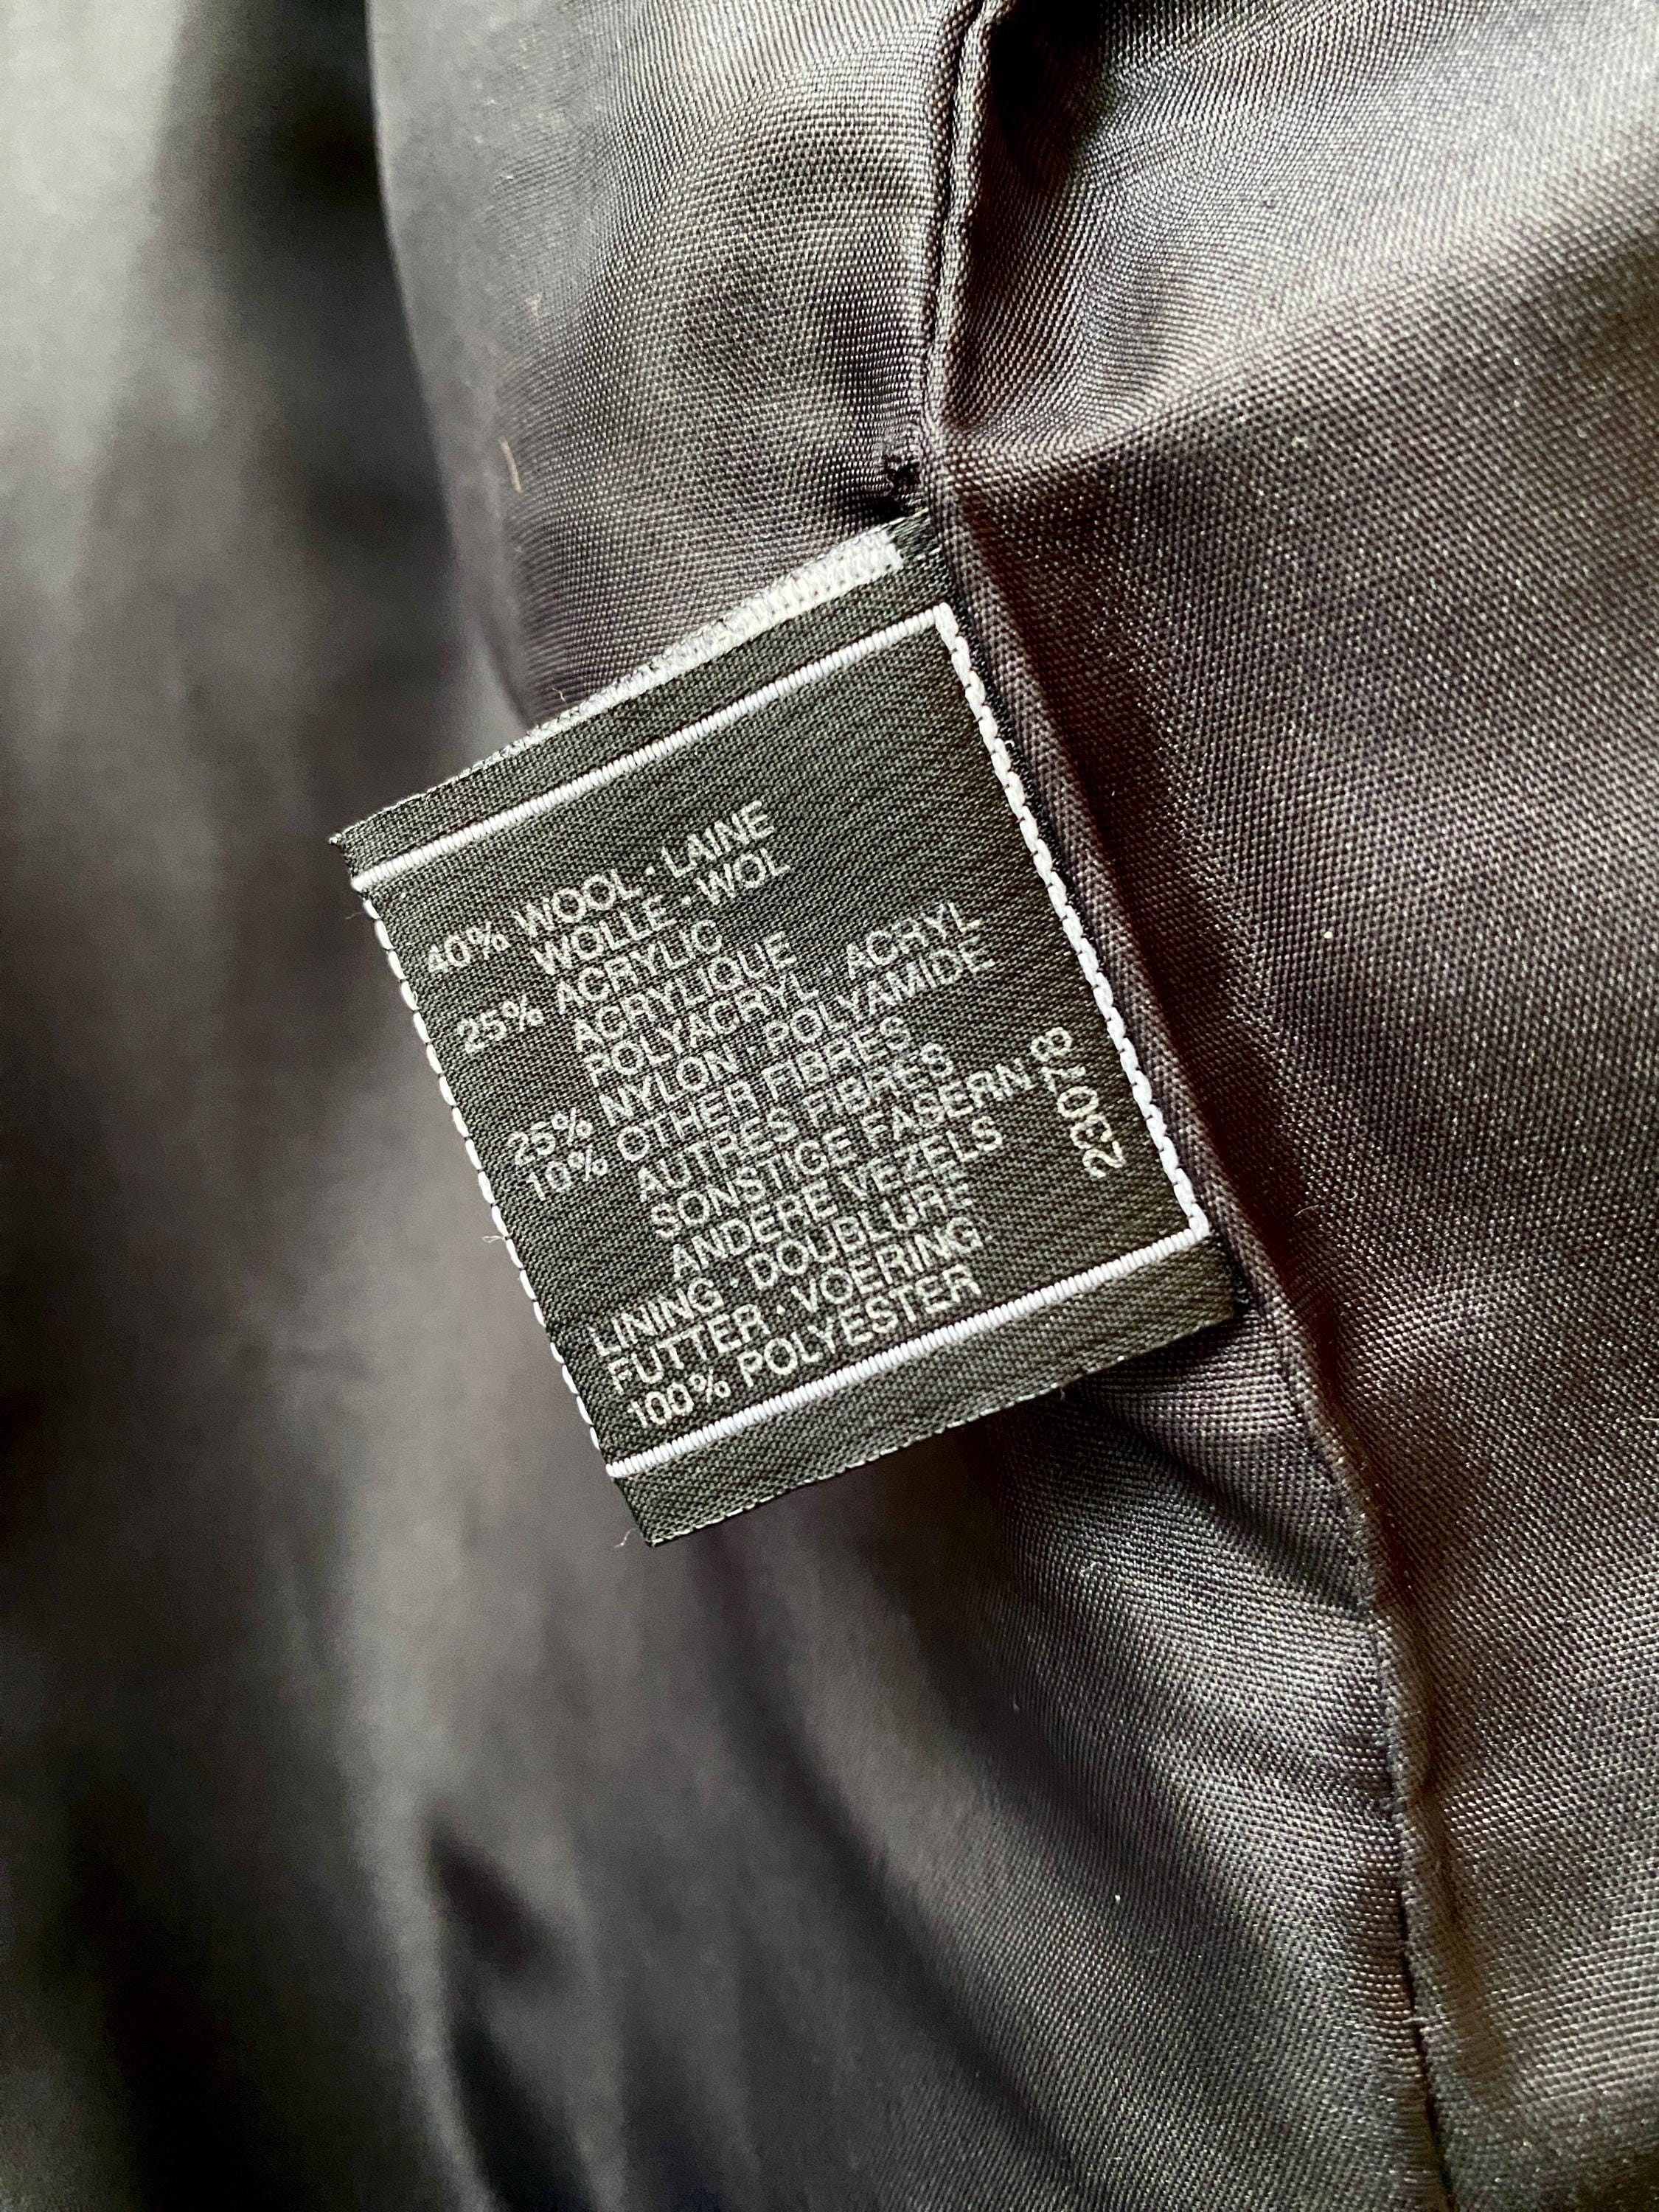 40% WOOL · LAINE
WOLLE - WOL
25% ACRYLIC
ACRYLIQUE
POLYACRYL · ACRYL
25% NYLON · POLYAMIDE
10% OTHER FIBRES
AUTRES FIBRES
SONSTIGE FASERN
ANDERE VEZELS
LINING · DOUBLURE
FUTTER · VOERING
100% POLYESTER
23078